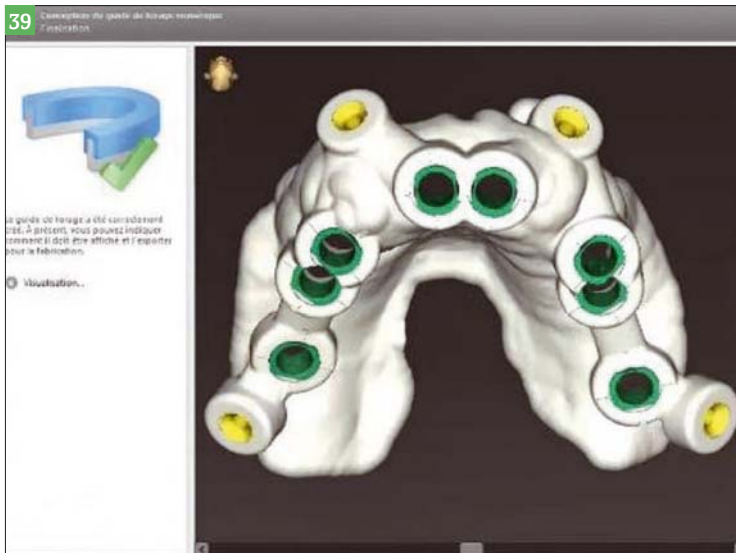 39
Conception du guide de forage numérique
Finalisation
Le guide de forage a été correctement
créé. À présent, vous pouvez indiquer
comment il doit être affiché et l'exporter
pour la fabrication.
Visualisation...